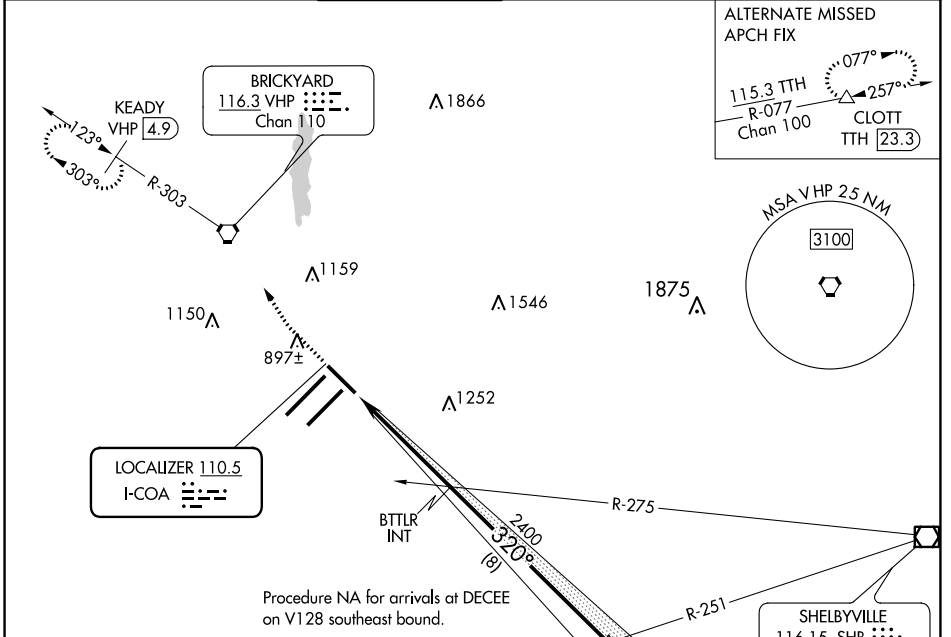 ALTERNATE MISSED
APCH FIX
077°
257°
115.3 TTH
R-077
Chan 100
CLOTT
TTH 23.3
BRICKYARD
116.3 VHP
Chan 110
1866
KEADY
VHP 4.9
123°
303°
R-303
MSA VHP 25 NM
3100
1159
1150
1546
1875
897±
1252
LOCALIZER 110.5
I-COA
BTTLR
INT
R-275
2400
320°
(8)
Procedure NA for arrivals at DECEE
on V128 southeast bound.
R-251
SHELBYVILLE
116.15 SHB